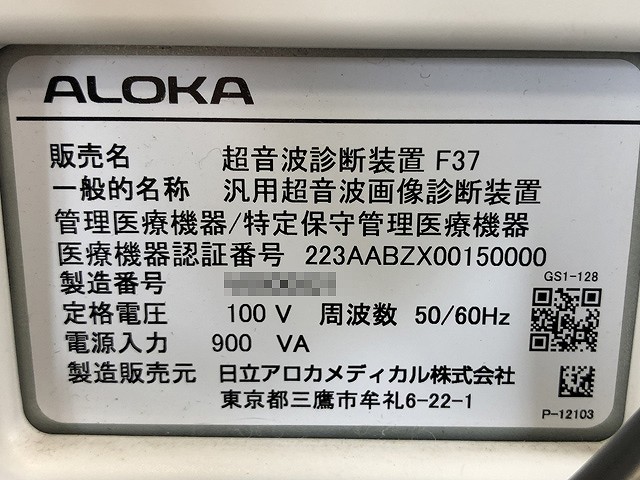 ALOKA
販売名 超音波診断装置 F37
一般的名称 汎用超音波画像診断装置
管理医療機器/特定保守管理医療機器
医療機器認証番号 223AABZX00150000
製造番号
GS1-128
定格電圧 100 V 周波数 50/60Hz
電源入力 900 VA
製造販売元 日立アロカメディカル株式会社
東京都三鷹市牟礼6-22-1
P-12103